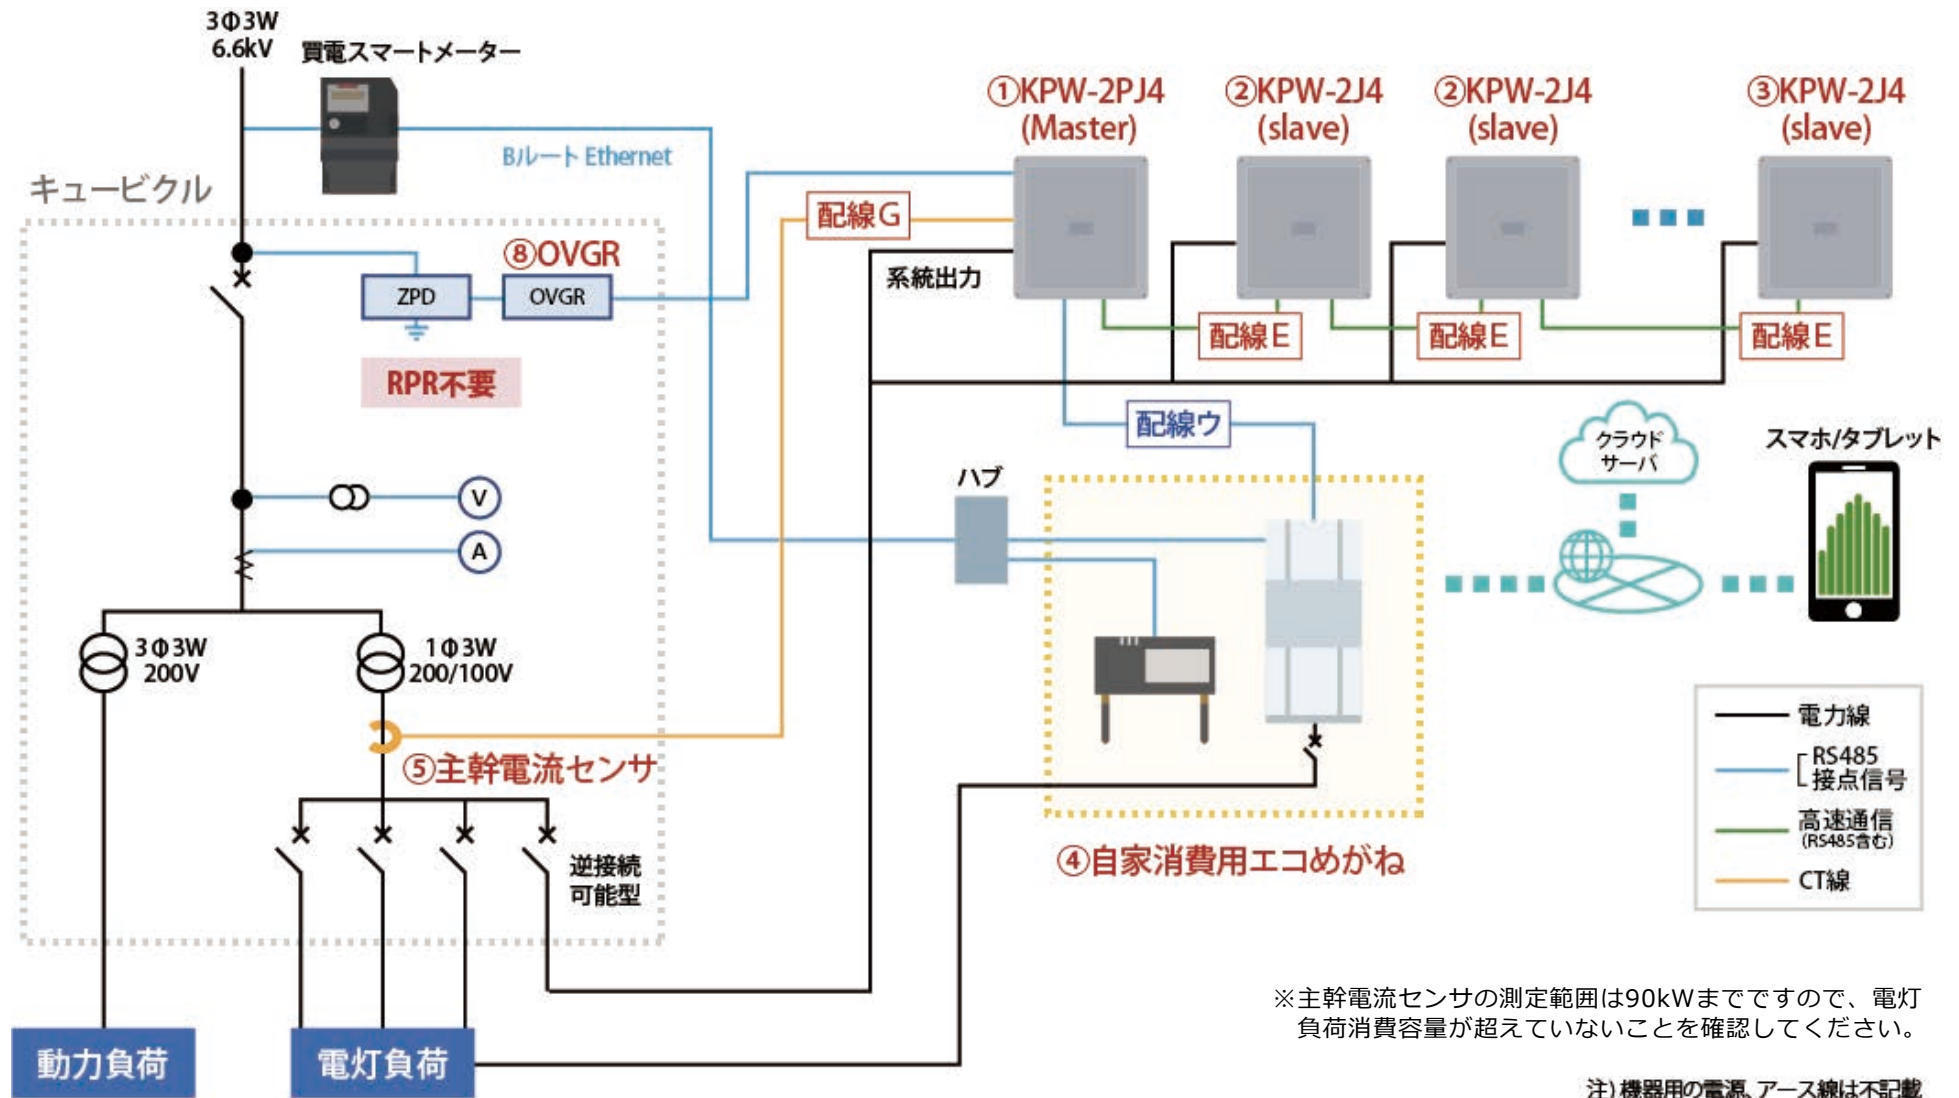 3Φ3W
6.6kV
買電スマートメーター
Bルート Ethernet
キュービクル
①KPW-2PJ4
(Master)
②KPW-2J4
(slave)
②KPW-2J4
(slave)
③KPW-2J4
(slave)
配線G
系統出力
配線E
配線E
配線E
⑧OVGR
ZPD
OVGR
RPR不要
配線ウ
ハブ
クラウド
サーバ
スマホ/タブレット
V
A
3Φ3W
200V
1Φ3W
200/100V
⑤主幹電流センサ
逆接続
可能型
④自家消費用エコめがね
電力線
RS485
接点信号
高速通信
(RS485含む)
CT線
動力負荷
電灯負荷
※主幹電流センサの測定範囲は90kWまでですので、電灯
負荷消費容量が超えていないことを確認してください。
注)機器用の電源、アース線は不記載